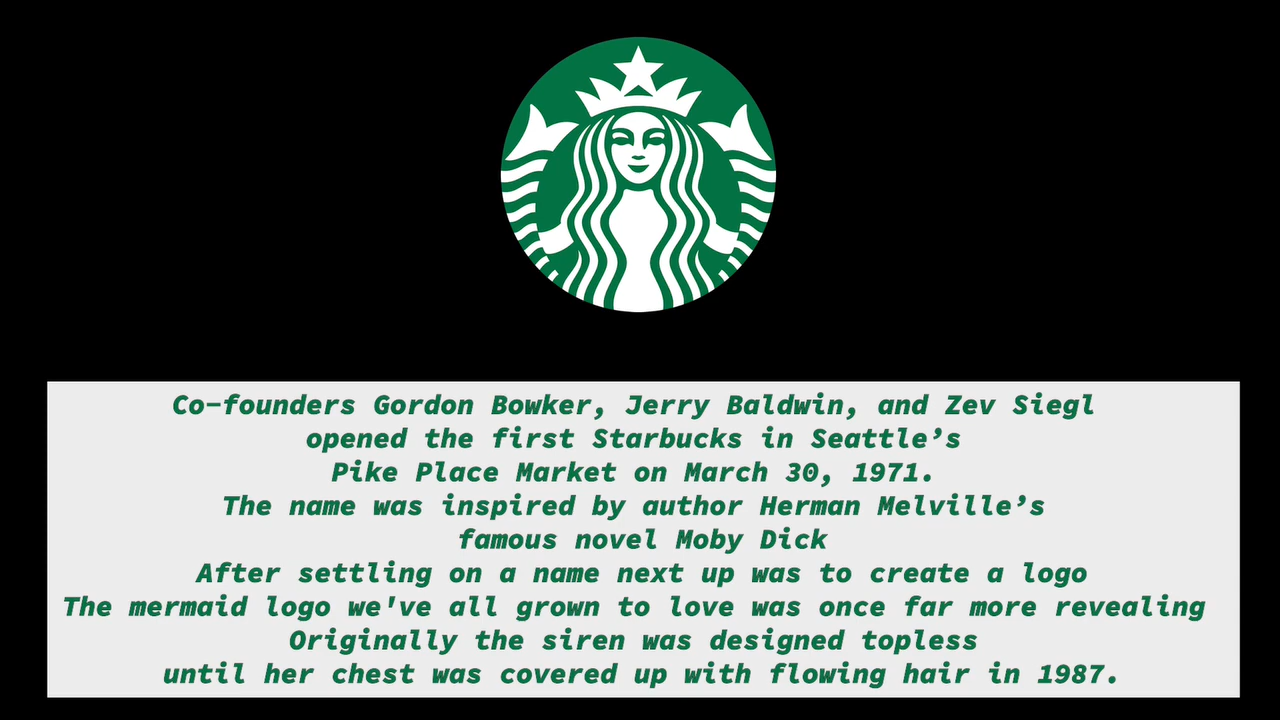 Co-founders Gordon Bowker, Jerry Baldwin, and Zev Siegl
opened the first Starbucks in Seattle’s
Pike Place Market on March 30, 1971.
The name was inspired by author Herman Melville’s
famous novel Moby Dick
After settling on a name next up was to create a logo
The mermaid logo we've all grown to love was once far more revealing
Originally the siren was designed topless
until her chest was covered up with flowing hair in 1987.